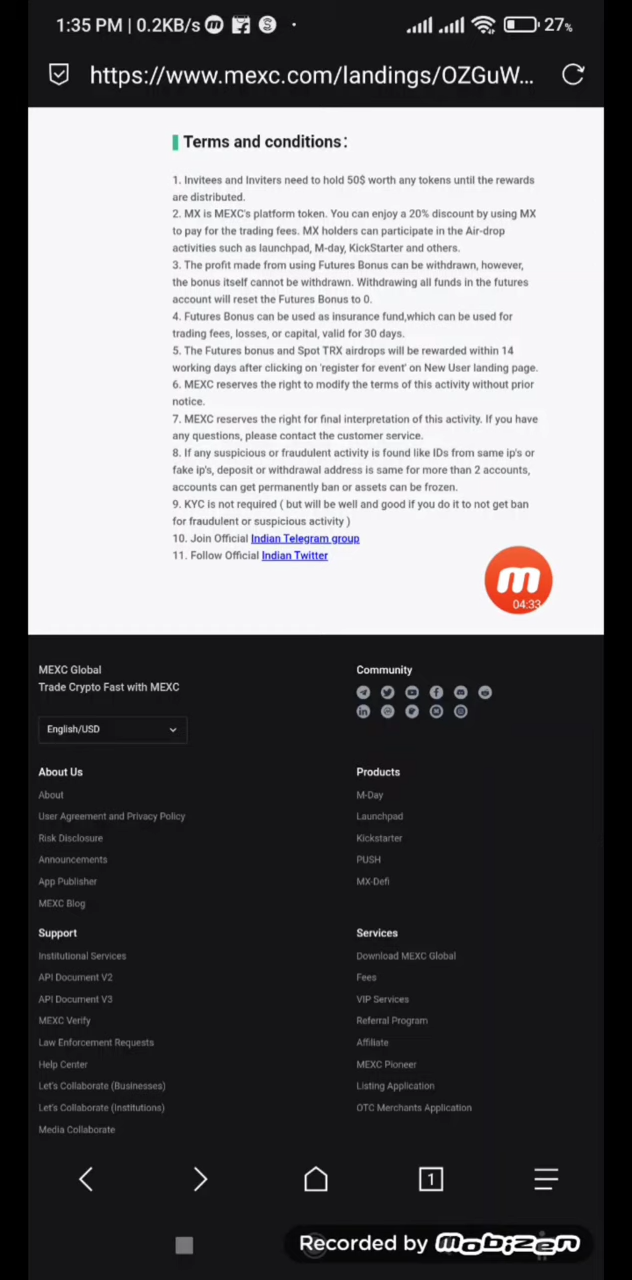 1:35 PM | 0.2KB/s
27%
https://www.mexc.com/landings/OZGuW...
Terms and conditions:
1. Invitees and Inviters need to hold 50$ worth any tokens until the rewards
are distributed.
2. MX is MEXC's platform token. You can enjoy a 20% discount by using MX
to pay for the trading fees. MX holders can participate in the Air-drop
activities such as launchpad, M-day, KickStarter and others.
3. The profit made from using Futures Bonus can be withdrawn, however,
the bonus itself cannot be withdrawn. Withdrawing all funds in the futures
account will reset the Futures Bonus to 0.
4. Futures Bonus can be used as insurance fund,which can be used for
trading fees, losses, or capital, valid for 30 days.
5. The Futures bonus and Spot TRX airdrops will be rewarded within 14
working days after clicking on 'register for event' on New User landing page.
6. MEXC reserves the right to modify the terms of this activity without prior
notice.
7. MEXC reserves the right for final interpretation of this activity. If you have
any questions, please contact the customer service.
8. If any suspicious or fraudulent activity is found like IDs from same ip's or
fake ip's, deposit or withdrawal address is same for more than 2 accounts,
accounts can get permanently ban or assets can be frozen.
9. KYC is not required ( but will be well and good if you do it to not get ban
for fraudulent or suspicious activity )
10. Join Official Indian Telegram group
11. Follow Official Indian Twitter
m
04:33
MEXC Global
Trade Crypto Fast with MEXC
English/USD
Community
About Us
About
User Agreement and Privacy Policy
Risk Disclosure
Announcements
App Publisher
MEXC Blog
Products
M-Day
Launchpad
Kickstarter
PUSH
MX-Defi
Support
Institutional Services
API Document V2
API Document V3
MEXC Verify
Law Enforcement Requests
Help Center
Let's Collaborate (Businesses)
Let's Collaborate (Institutions)
Media Collaborate
Services
Download MEXC Global
Fees
VIP Services
Referral Program
Affiliate
MEXC Pioneer
Listing Application
OTC Merchants Application
1
Recorded by mobizen